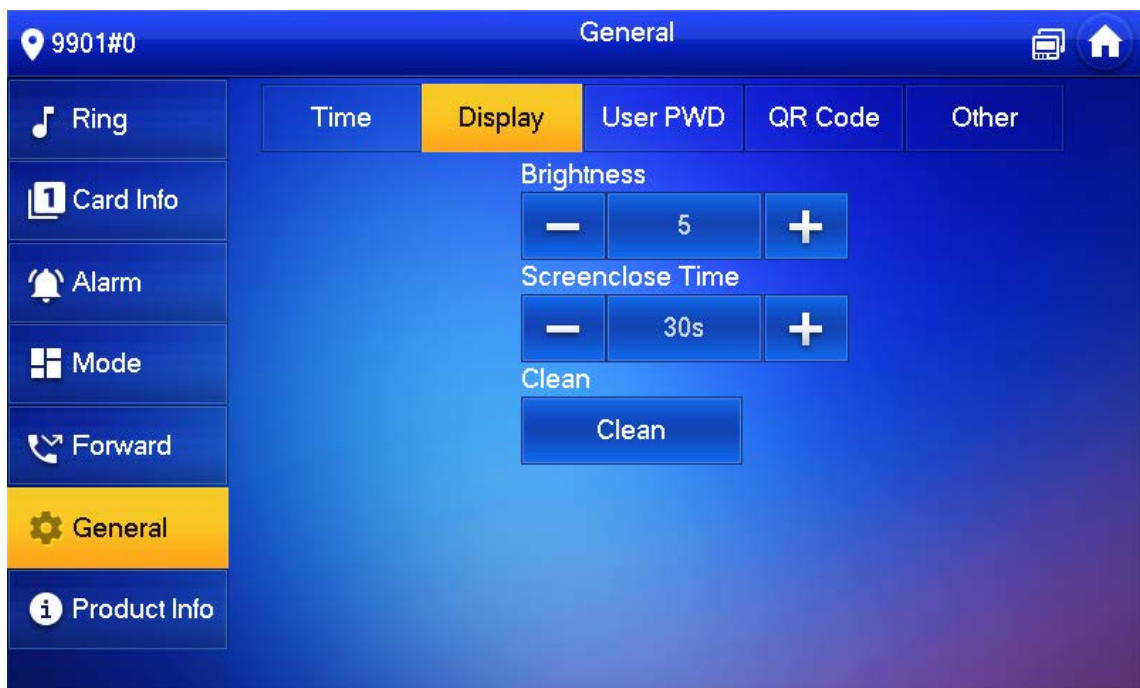 9901#0
General
Ring
Card Info
Alarm
Mode
Forward
General
Product Info
Time Display User PWD QR Code Other
Brightness
5
Screenclose Time
30s
Clean
Clean